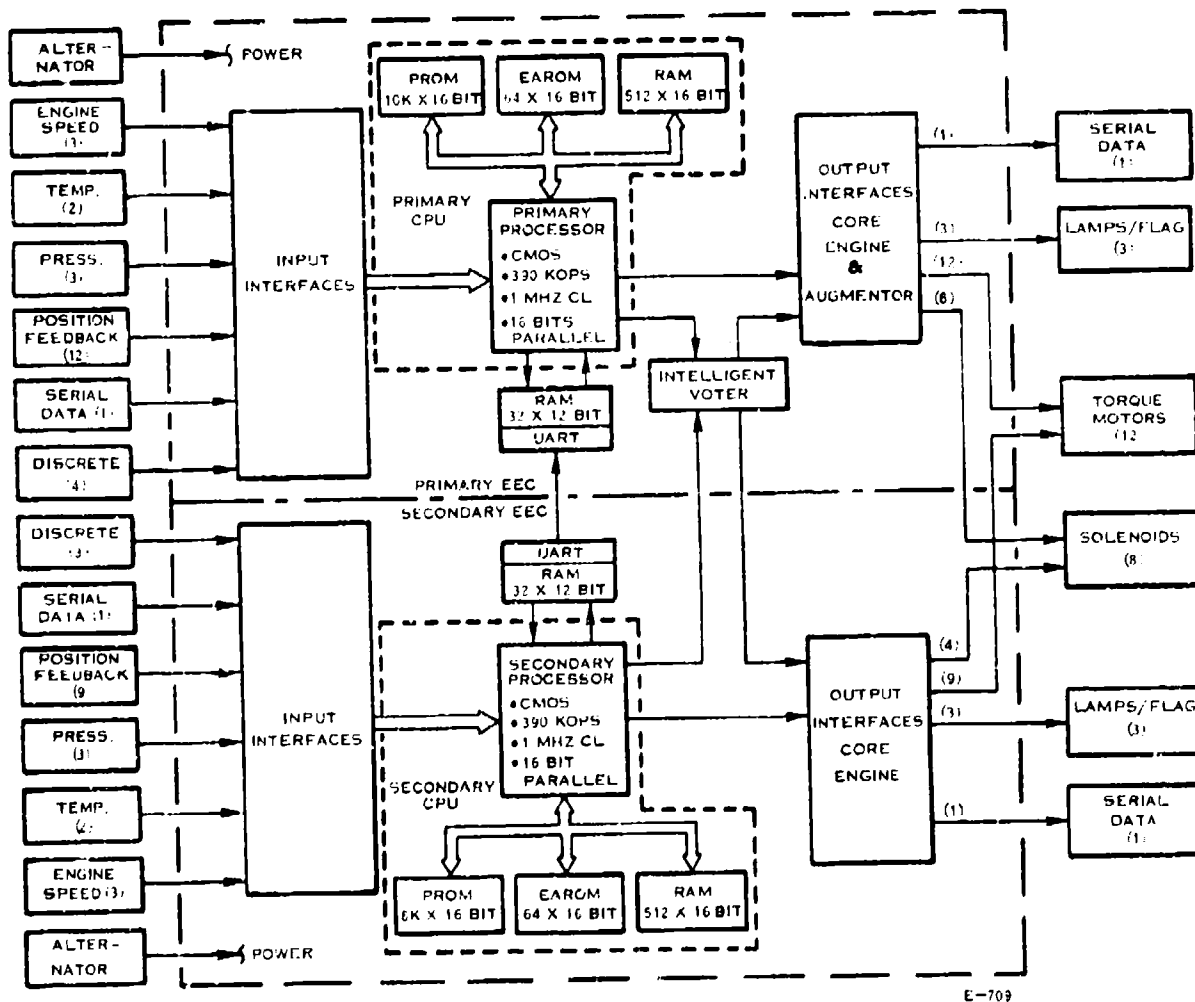 ALTER-
NATOR
POWER
ENGINE
SPEED
(3)
TEMP.
(2)
PRESS.
(3)
POSITION
FEEDBACK
(12)
SERIAL
DATA (1)
DISCRETE
(4)
INPUT
INTERFACES
PROM
10K X 16 BIT
EAROM
64 X 16 BIT
RAM
512 X 16 BIT
PRIMARY
CPU
PRIMARY
PROCESSOR
•CMOS
•390 KOPS
•1 MHZ CL
•16 BITS
PARALLEL
RAM
32 X 12 BIT
UART
INTELLIGENT
VOTER
OUTPUT
INTERFACES
CORE
ENGINE
&
AUGMENTOR
(1)
(3)
(12)
(6)
SERIAL
DATA
(1)
LAMPS/FLAG
(3)
TORQUE
MOTORS
(12
SOLENOIDS
(8)
PRIMARY EEC
SECONDARY EEC
DISCRETE
(3)
SERIAL
DATA (1)
POSITION
FEEDBACK
(9
PRESS.
(3)
TEMP.
(2)
ENGINE
SPEED (3)
ALTER-
NATOR
POWER
INPUT
INTERFACES
UART
RAM
32 X 12 BIT
SECONDARY
PROCESSOR
•CMOS
•390 KOPS
•1 MHZ CL
•16 BIT
PARALLEL
SECONDARY
CPU
PROM
8K X 16 BIT
EAROM
64 X 16 BIT
RAM
512 X 16 BIT
OUTPUT
INTERFACES
CORE
ENGINE
(4)
(9)
(3)
(1)
LAMPS/FLAG
(3)
SERIAL
DATA
(1)
E-709